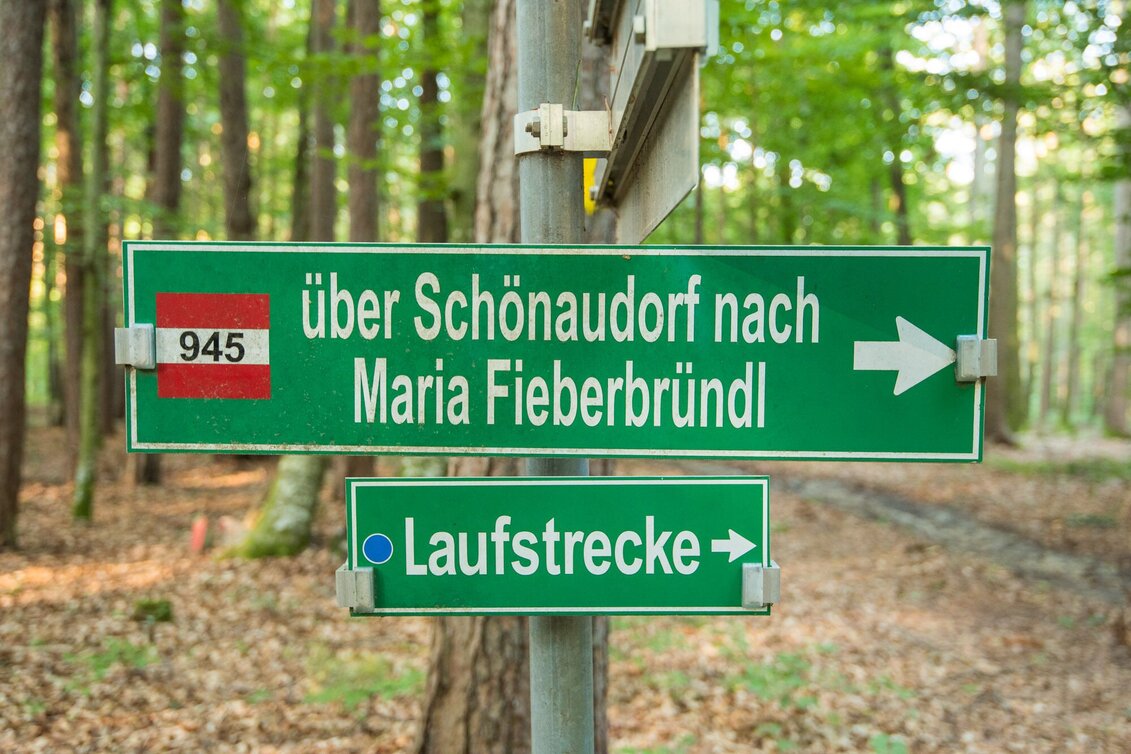 945
über Schönaudorf nach
Maria Fieberbründl
Laufstrecke